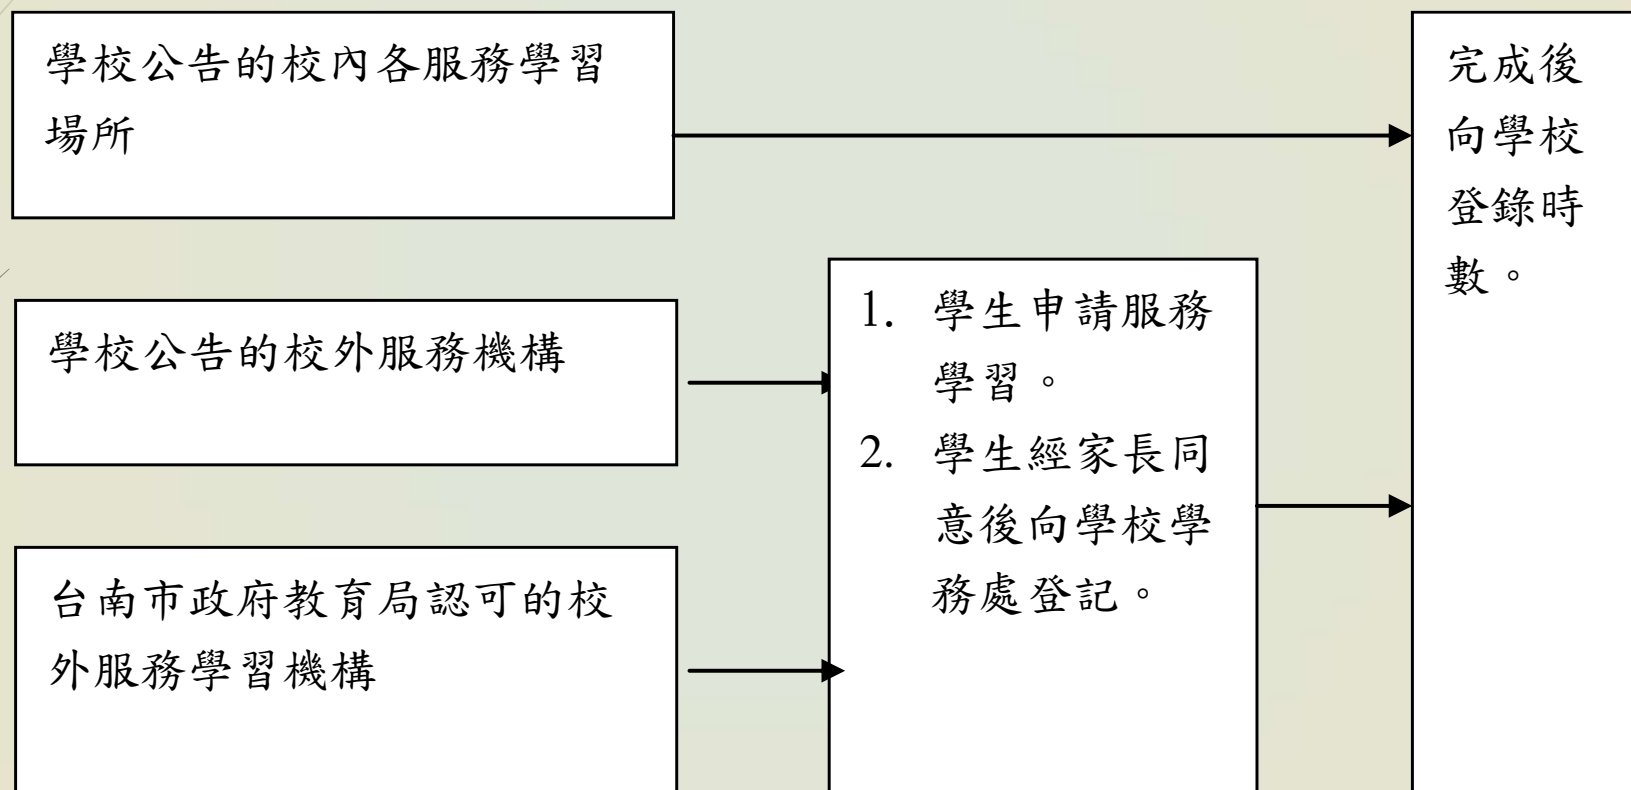 學校公告的校內各服務學習
場所
學校公告的校外服務機構
台南市政府教育局認可的校
外服務學習機構
1. 學生申請服務
學習。
2. 學生經家長同
意後向學校學
務處登記。
完成後
向學校
登錄時
數。